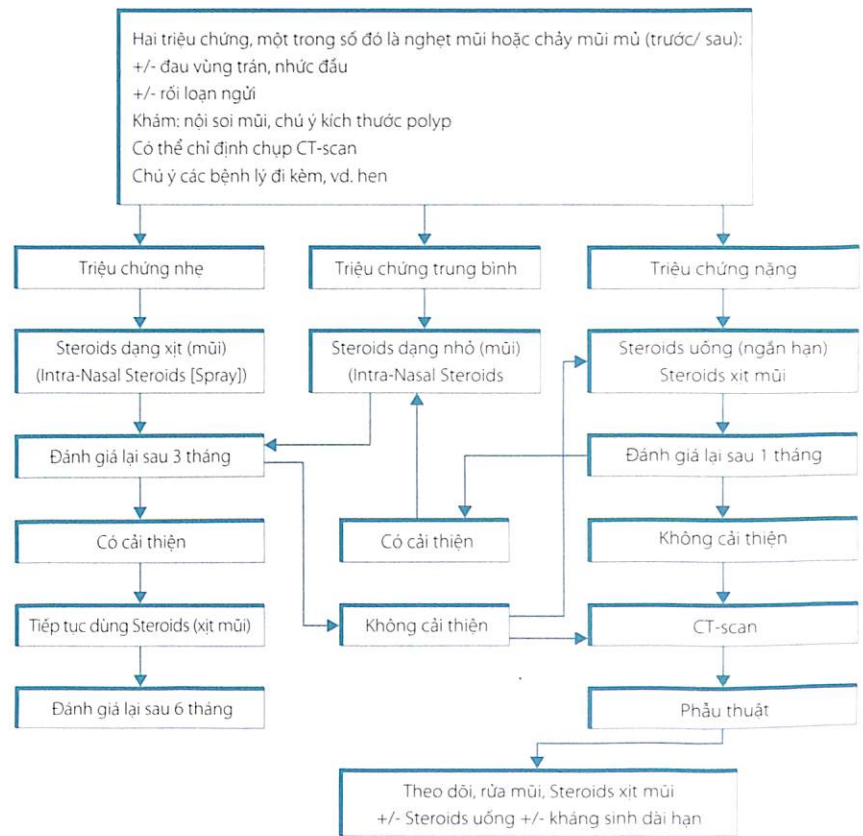 Hai triệu chứng, một trong số đó là nghẹt mũi hoặc chảy mũi mủ (trước/ sau):
+/- đau vùng trán, nhức đầu
+/- rối loạn ngửi
Khám: nội soi mũi, chú ý kích thước polyp
Có thể chỉ định chụp CT-scan
Chú ý các bệnh lý đi kèm, vd. hen
Triệu chứng nhẹ
Triệu chứng trung bình
Triệu chứng nặng
Steroids dạng xịt (mũi)
(Intra-Nasal Steroids [Spray])
Steroids dạng nhỏ (mũi)
(Intra-Nasal Steroids
Steroids uống (ngắn hạn)
Steroids xịt mũi
Đánh giá lại sau 3 tháng
Đánh giá lại sau 1 tháng
Có cải thiện
Có cải thiện
Không cải thiện
Tiếp tục dùng Steroids (xịt mũi)
Không cải thiện
CT-scan
Đánh giá lại sau 6 tháng
Phẫu thuật
Theo dõi, rửa mũi, Steroids xịt mũi
+/- Steroids uống +/- kháng sinh dài hạn